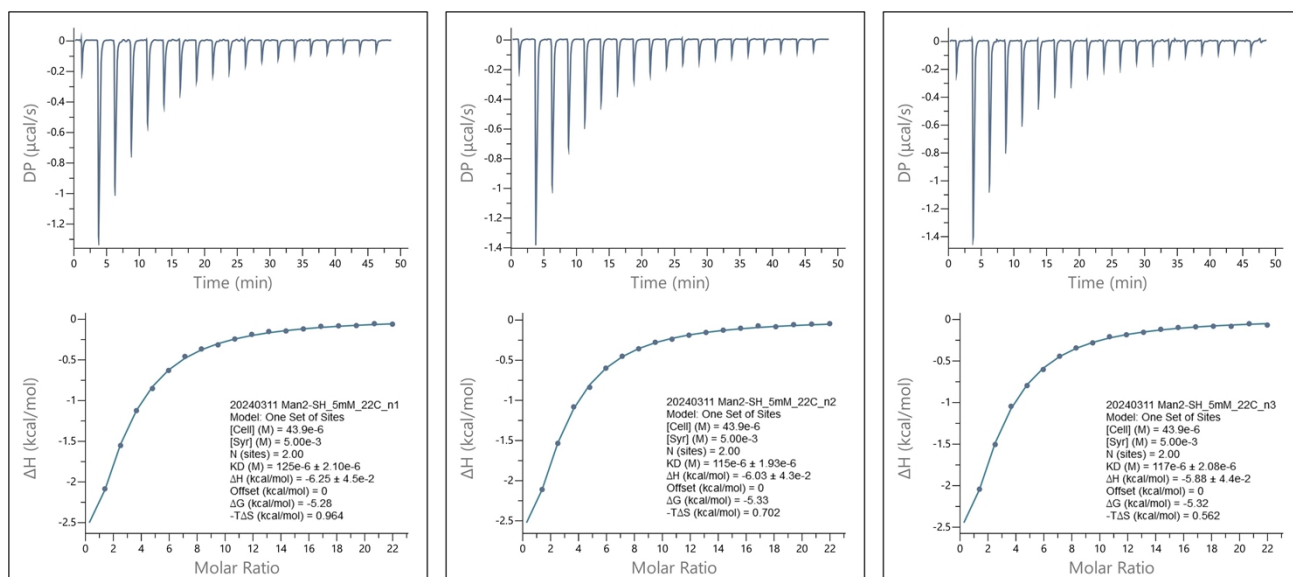 0
-0.2
-0.4
-0.6
-0.8
-1
-1.2
DP (µcal/s)
0 5 10 15 20 25 30 35 40 45 50
Time (min)
0
-0.5
-1.0
-1.5
-2.0
-2.5
ΔH (kcal/mol)
20240311 Man2-SH_5mM_22C_n1
Model: One Set of Sites
[Cell] (M) = 43.9e-6
[Syr] (M) = 5.00e-3
N (sites) = 2.00
KD (M) = 125e-6 ± 2.10e-6
ΔH (kcal/mol) = -6.25 ± 4.5e-2
Offset (kcal/mol) = 0
ΔG (kcal/mol) = -5.28
-TΔS (kcal/mol) = 0.964
0 2 4 6 8 10 12 14 16 18 20 22
Molar Ratio
0
-0.2
-0.4
-0.6
-0.8
-1
-1.2
-1.4
DP (µcal/s)
0 5 10 15 20 25 30 35 40 45 50
Time (min)
0
-0.5
-1.0
-1.5
-2.0
-2.5
ΔH (kcal/mol)
20240311 Man2-SH_5mM_22C_n2
Model: One Set of Sites
[Cell] (M) = 43.9e-6
[Syr] (M) = 5.00e-3
N (sites) = 2.00
KD (M) = 115e-6 ± 1.93e-6
ΔH (kcal/mol) = -6.03 ± 4.3e-2
Offset (kcal/mol) = 0
ΔG (kcal/mol) = -5.33
-TΔS (kcal/mol) = 0.702
0 2 4 6 8 10 12 14 16 18 20 22
Molar Ratio
0
-0.2
-0.4
-0.6
-0.8
-1
-1.2
-1.4
DP (µcal/s)
0 5 10 15 20 25 30 35 40 45 50
Time (min)
0
-0.5
-1.0
-1.5
-2.0
-2.5
ΔH (kcal/mol)
20240311 Man2-SH_5mM_22C_n3
Model: One Set of Sites
[Cell] (M) = 43.9e-6
[Syr] (M) = 5.00e-3
N (sites) = 2.00
KD (M) = 117e-6 ± 2.08e-6
ΔH (kcal/mol) = -5.88 ± 4.4e-2
Offset (kcal/mol) = 0
ΔG (kcal/mol) = -5.32
-TΔS (kcal/mol) = 0.562
0 2 4 6 8 10 12 14 16 18 20 22
Molar Ratio